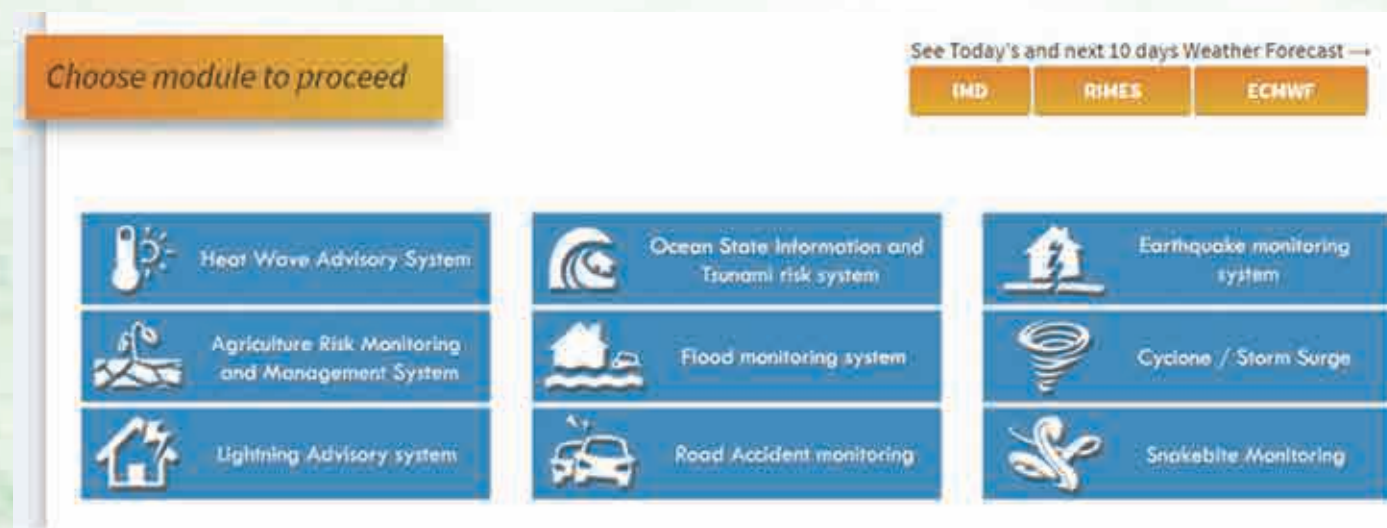 Choose module to proceed
See Today's and next 10 days Weather Forecast →
IMD
RIMES
ECMWF
Heat Wave Advisory System
Ocean State Information and
Tsunami risk system
Earthquake monitoring
system
Agriculture Risk Monitoring
and Management System
Flood monitoring system
Cyclone / Storm Surge
Lightning Advisory system
Road Accident monitoring
Snakebite Monitoring